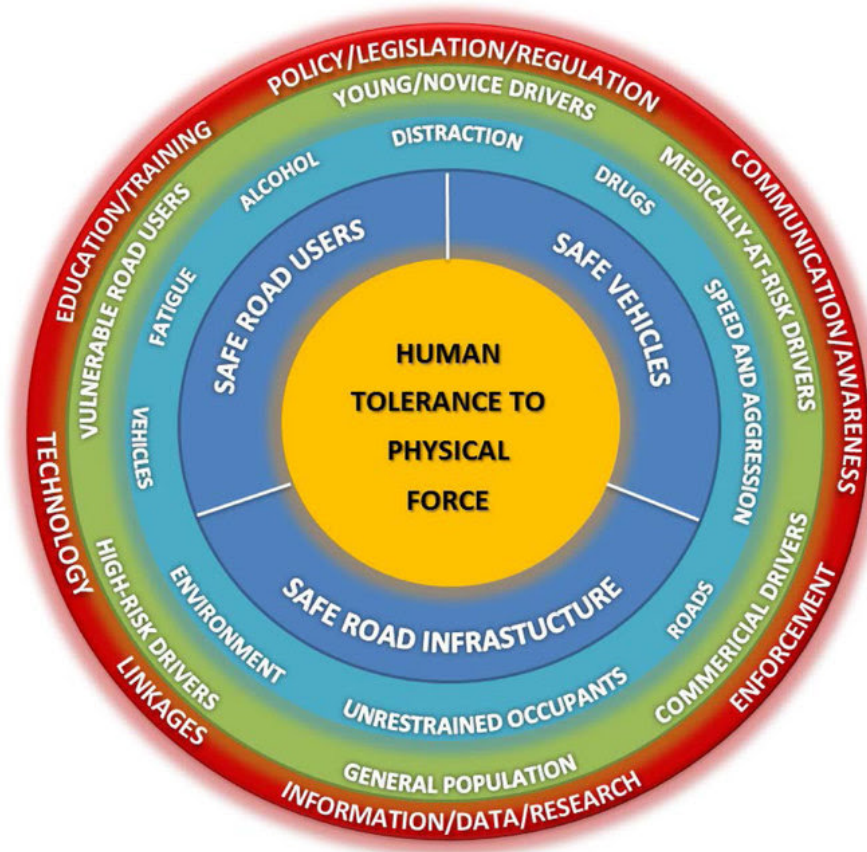 POLICY/LEGISLATION/REGULATION
COMMUNICATION/AWARENESS
ENFORCEMENT
INFORMATION/DATA/RESEARCH
LINKAGES
TECHNOLOGY
EDUCATION/TRAINING
YOUNG/NOVICE DRIVERS
MEDICALLY-AT-RISK DRIVERS
COMMERICIAL DRIVERS
GENERAL POPULATION
HIGH-RISK DRIVERS
VULNERABLE ROAD USERS
DISTRACTION
DRUGS
SPEED AND AGGRESSION
ROADS
UNRESTRAINED OCCUPANTS
ENVIRONMENT
VEHICLES
FATIGUE
ALCOHOL
SAFE ROAD USERS
SAFE VEHICLES
SAFE ROAD INFRASTUCTURE
HUMAN
TOLERANCE TO
PHYSICAL
FORCE